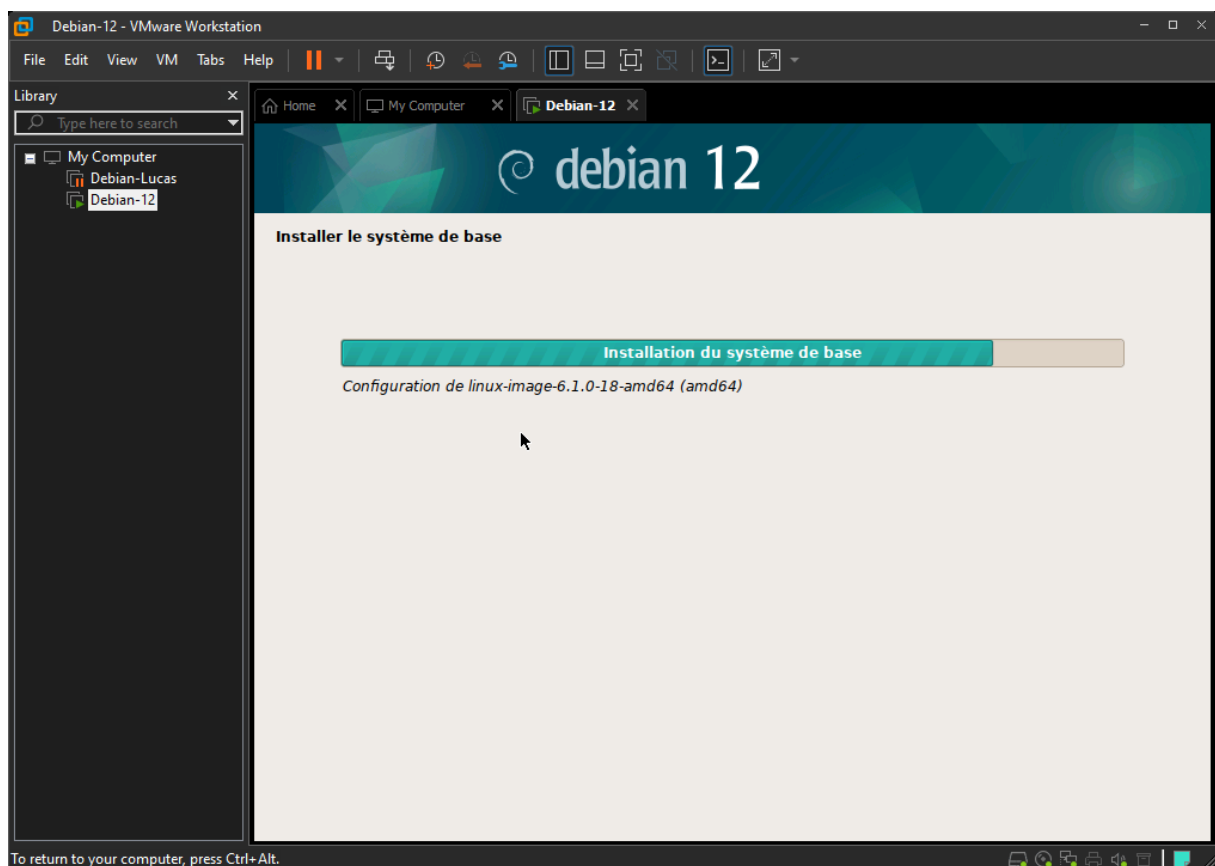 Debian-12 - VMware Workstation
File Edit View VM Tabs Help
Library
Type here to search
My Computer
Debian-Lucas
Debian-12
Home My Computer Debian-12
debian 12
Installer le système de base
Installation du système de base
Configuration de linux-image-6.1.0-18-amd64 (amd64)
To return to your computer, press Ctrl+Alt.